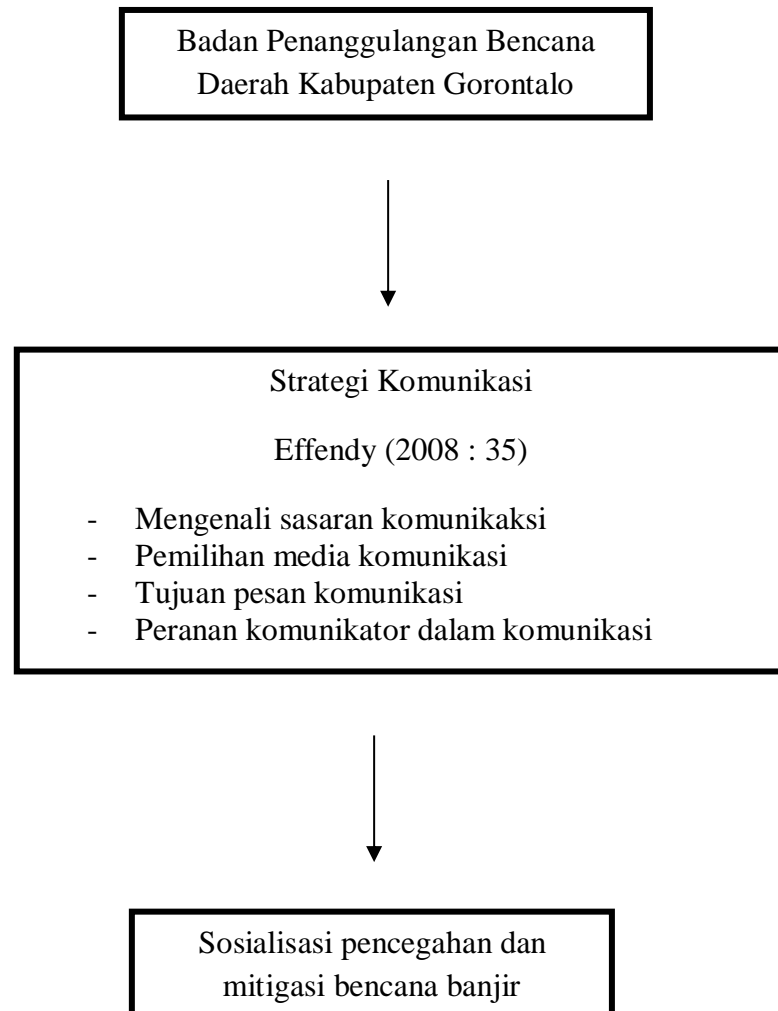 Badan Penanggulangan Bencana
Daerah Kabupaten Gorontalo
Strategi Komunikasi
Effendy (2008 : 35)
- Mengenali sasaran komunikaksi
- Pemilihan media komunikasi
- Tujuan pesan komunikasi
- Peranan komunikator dalam komunikasi
Sosialisasi pencegahan dan
mitigasi bencana banjir